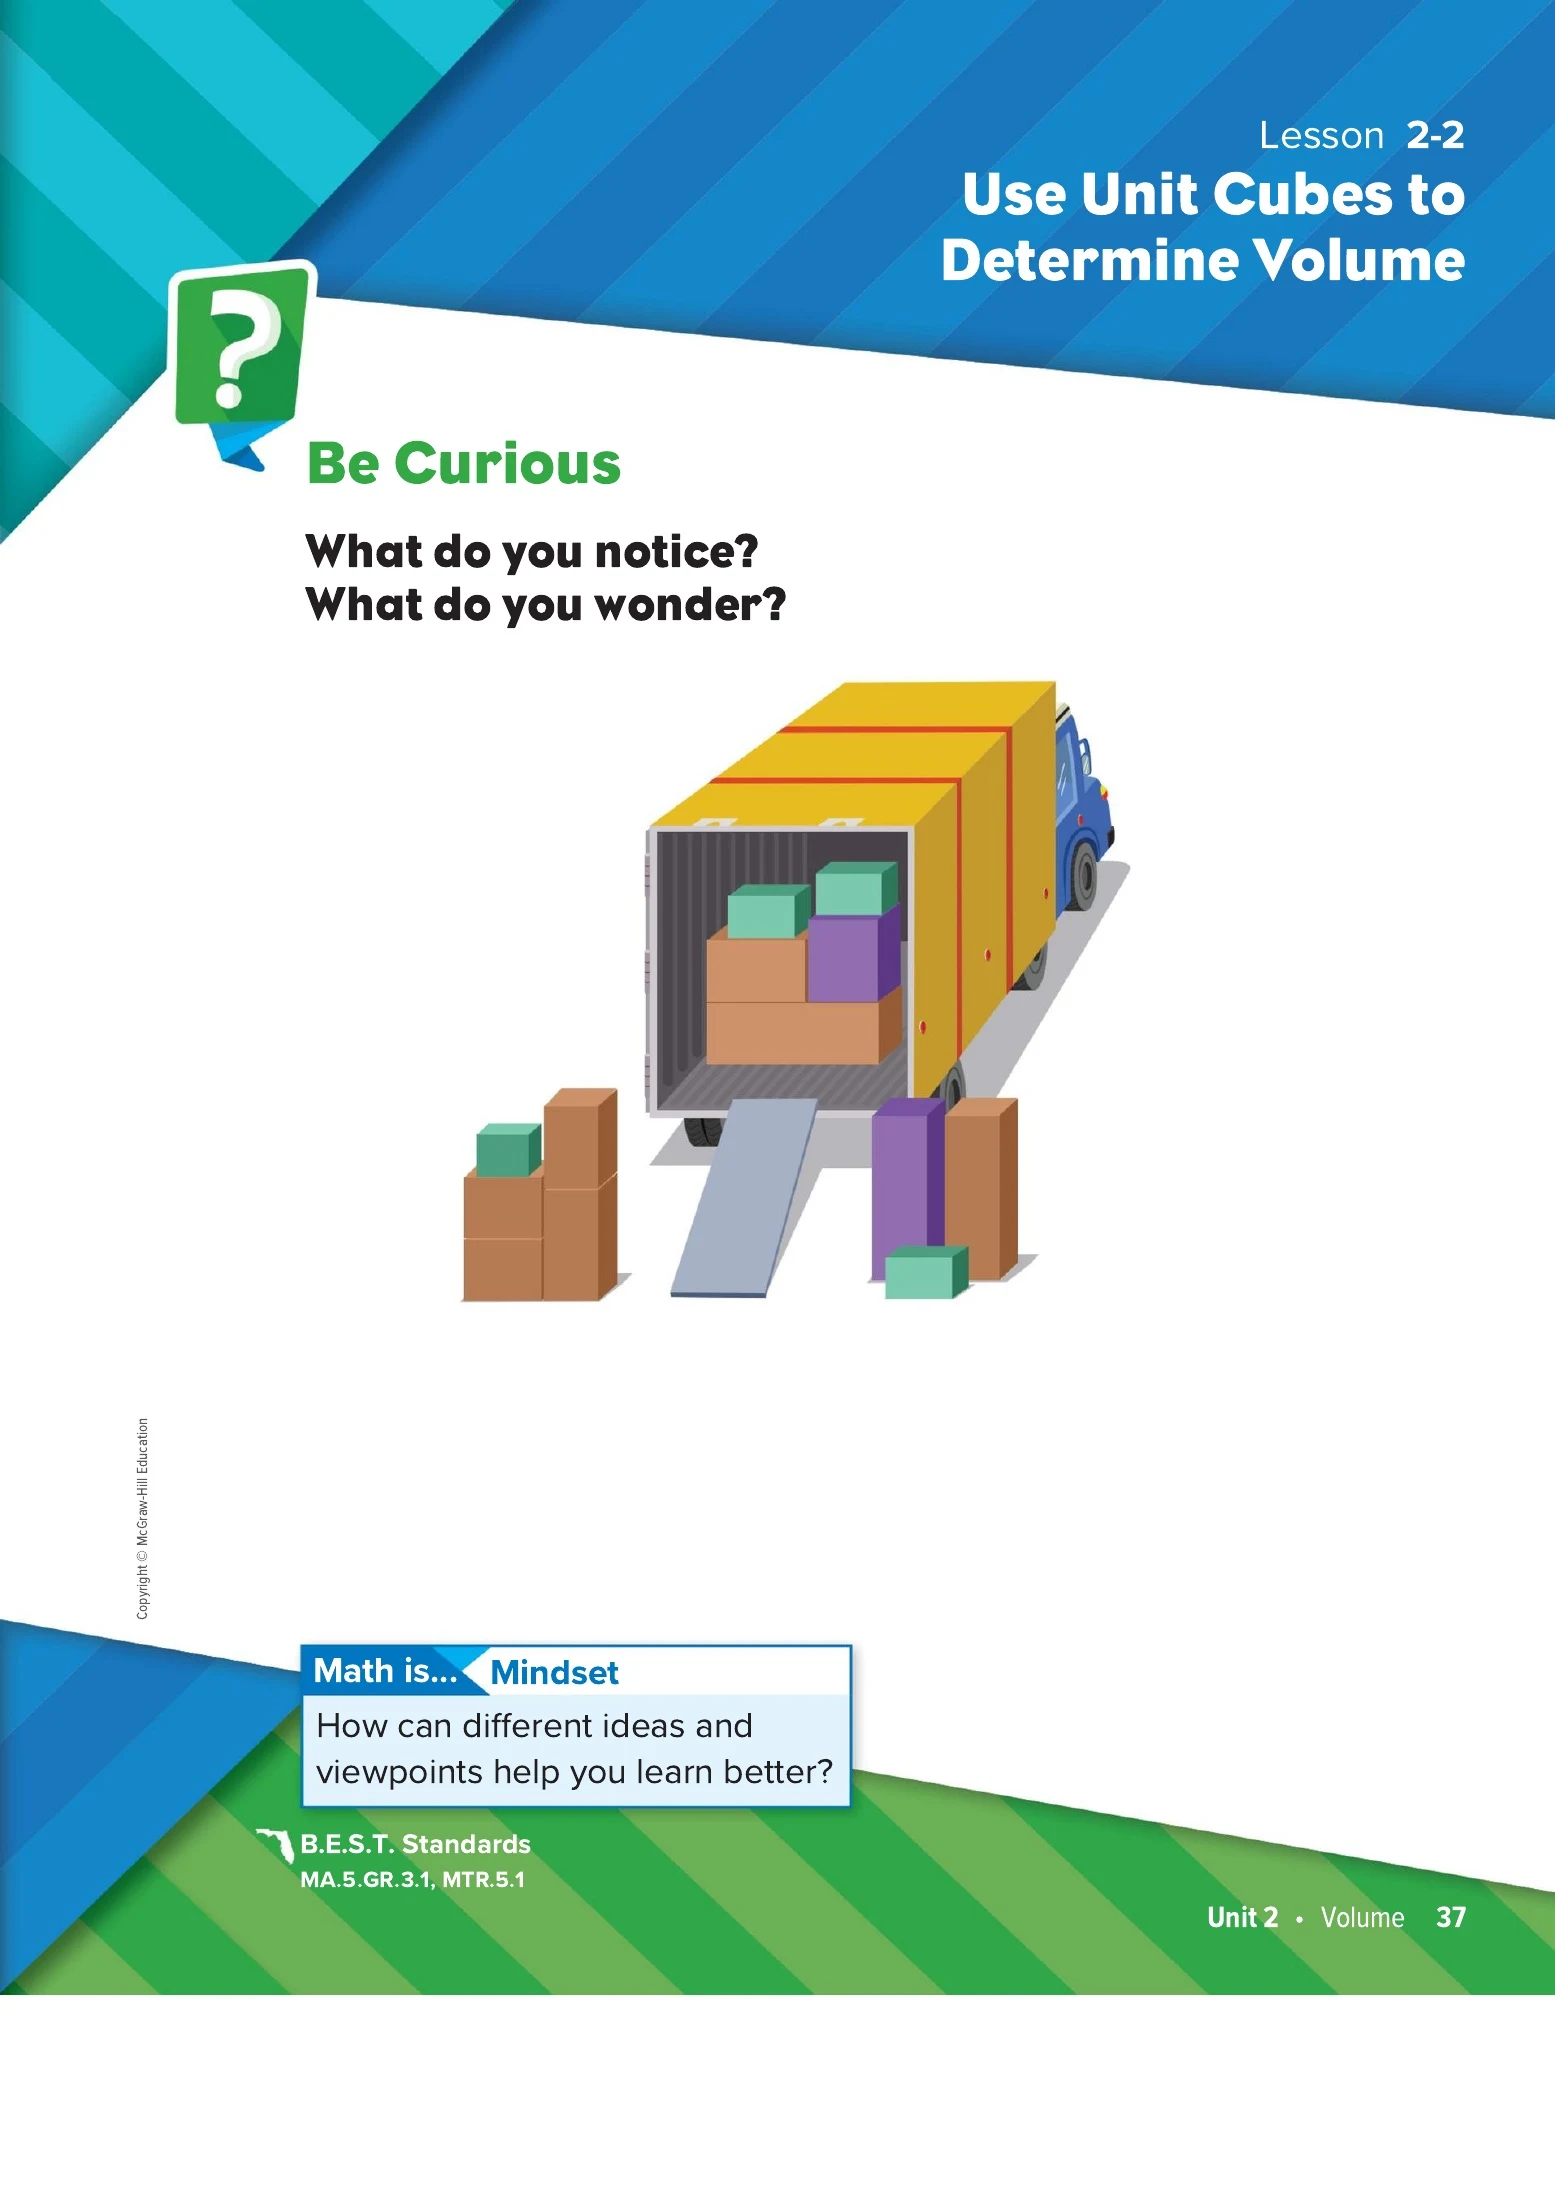 Lesson 2-2
Use Unit Cubes to
Determine Volume
?
Be Curious
What do you notice?
What do you wonder?
Copyright © McGraw-Hill Education
Math is... Mindset
How can different ideas and
viewpoints help you learn better?
B.E.S.T. Standards
MA.5.GR.3.1, MTR.5.1
Unit 2 • Volume 37